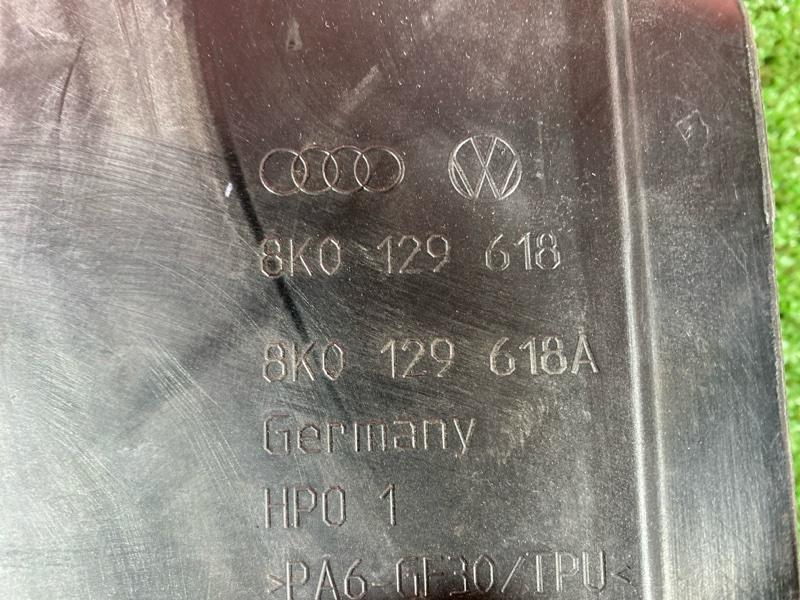 8K0 129 618
8K0 129 618A
Germany
HPO 1
>PA6-GF30/TPU<